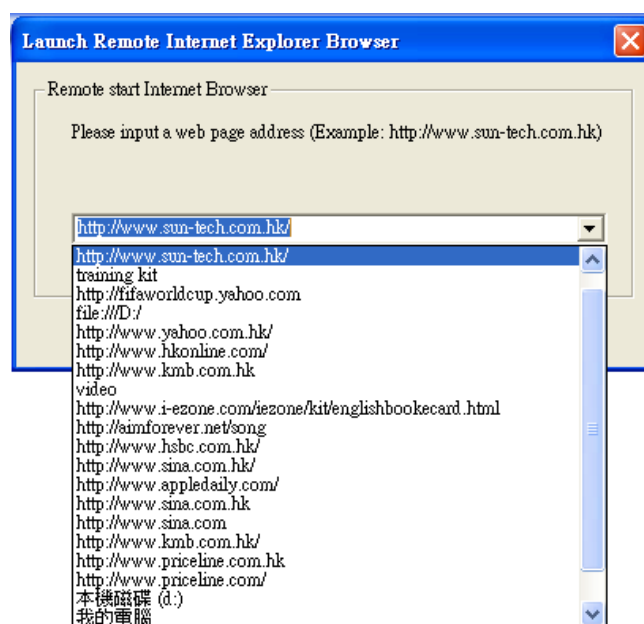 Launch Remote Internet Explorer Browser
Remote start Internet Browser
Please input a web page address (Example: http://www.sun-tech.com.hk)
http://www.sun-tech.com.hk/
http://www.sun-tech.com.hk/
training kit
http://fifaworldcup.yahoo.com
file:///D:/
http://www.yahoo.com.hk/
http://www.hkonline.com/
http://www.kmb.com.hk
video
http://www.i-ezone.com/iezone/kit/englishbookecard.html
http://aimforever.net/song
http://www.hsbc.com.hk/
http://www.sina.com.hk/
http://www.appledaily.com/
http://www.sina.com.hk
http://www.sina.com
http://www.kmb.com.hk/
http://www.priceline.com.hk
http://www.priceline.com/
本機磁碟 (d:)
我的電腦